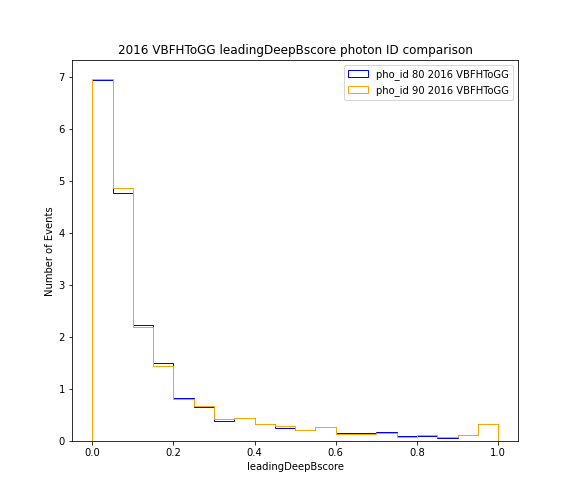 2016 VBFHToGG leadingDeepBscore photon ID comparison
pho_id 80 2016 VBFHToGG
pho_id 90 2016 VBFHToGG
Number of Events
7
6
5
4
3
2
1
0
0.0 0.2 0.4 0.6 0.8 1.0
leadingDeepBscore